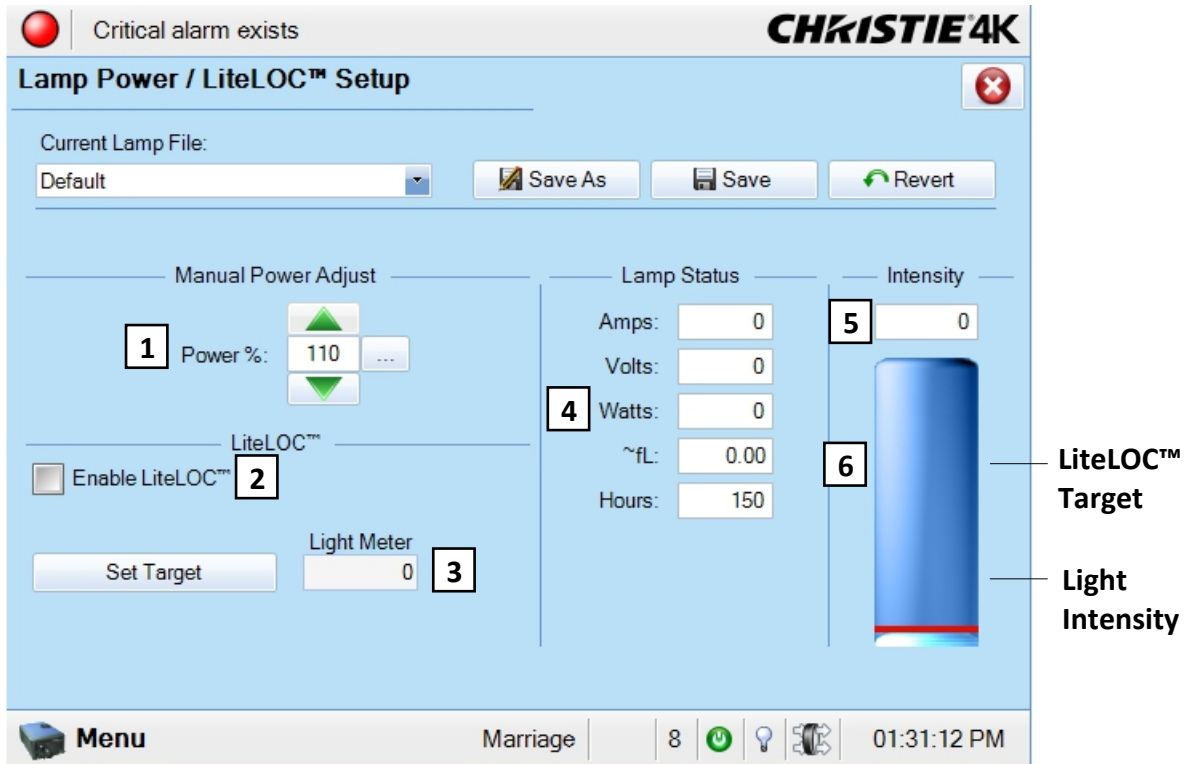 Critical alarm exists
CHRISTIE 4K
Lamp Power / LiteLOC™ Setup
Current Lamp File:
Default
Save As
Save
Revert
Manual Power Adjust
1
Power %:
110
...
LiteLOC™
Enable LiteLOC™
2
Light Meter
Set Target
0
3
Lamp Status
Amps: 0
Volts: 0
4
Watts: 0
~fL: 0.00
Hours: 150
Intensity
5
0
6
LiteLOC™
Target
Light
Intensity
Menu
Marriage
8
01:31:12 PM